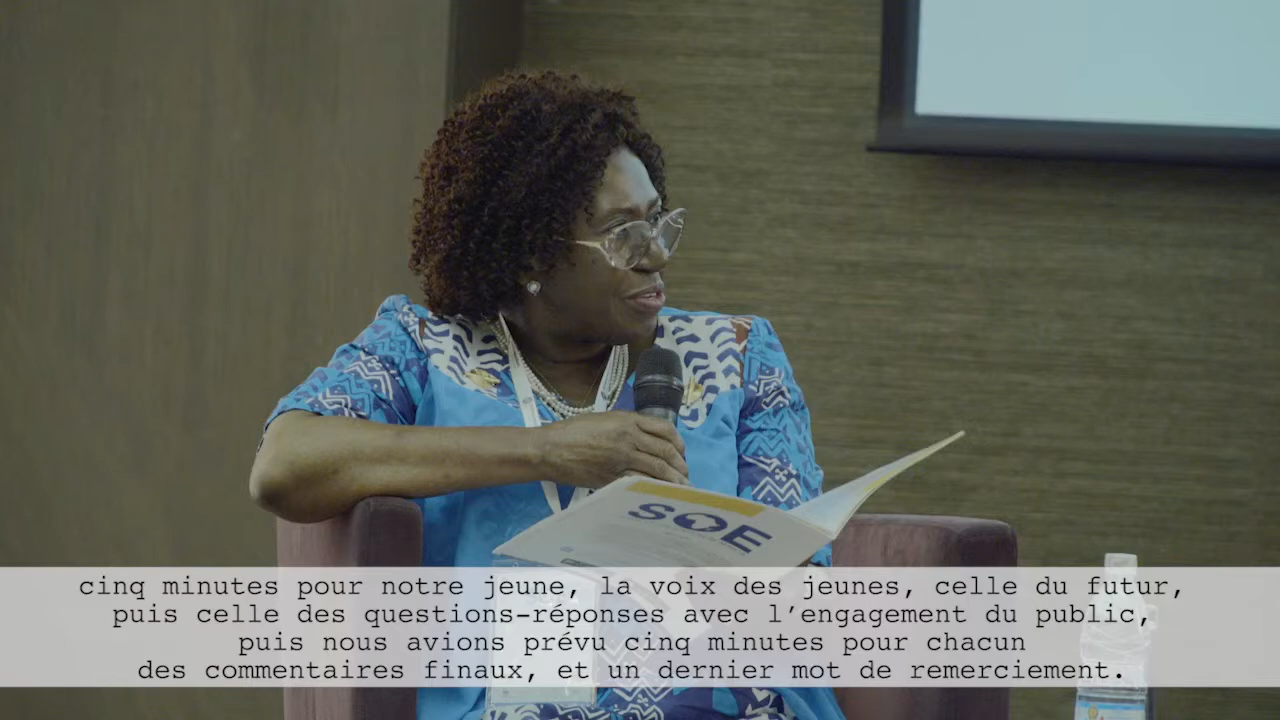 SOE
cinq minutes pour notre jeune, la voix des jeunes, celle du futur,
puis celle des questions-réponses avec l’engagement du public,
puis nous avions prévu cinq minutes pour chacun
des commentaires finaux, et un dernier mot de remerciement.